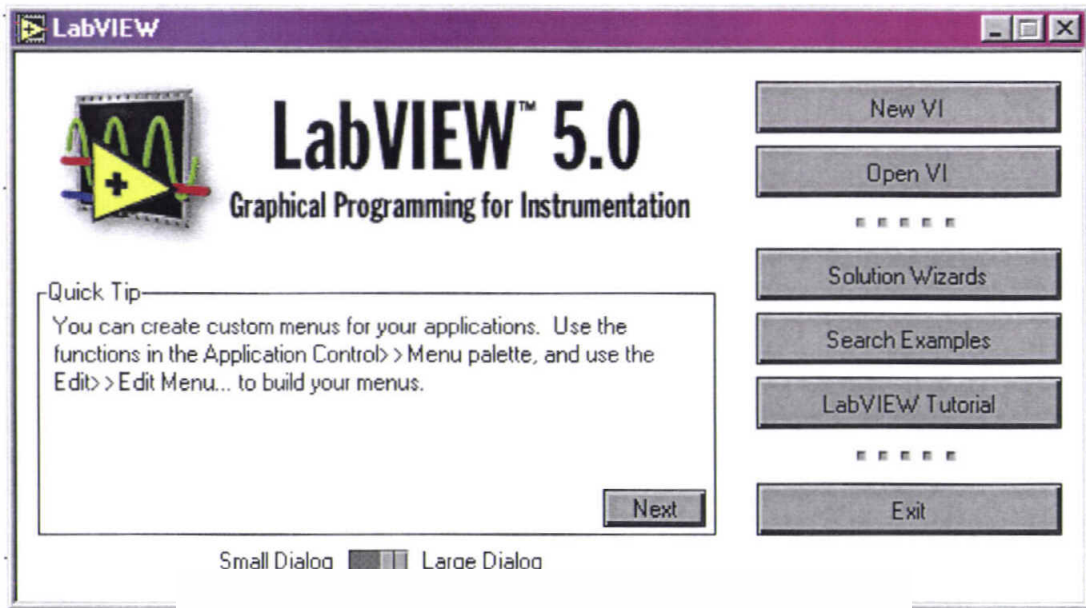 LabVIEW
LabVIEW™ 5.0
Graphical Programming for Instrumentation
Quick Tip
You can create custom menus for your applications. Use the
functions in the Application Control>>Menu palette, and use the
Edit>>Edit Menu... to build your menus.
Next
Small Dialog Large Dialog
New VI
Open VI
Solution Wizards
Search Examples
LabVIEW Tutorial
Exit